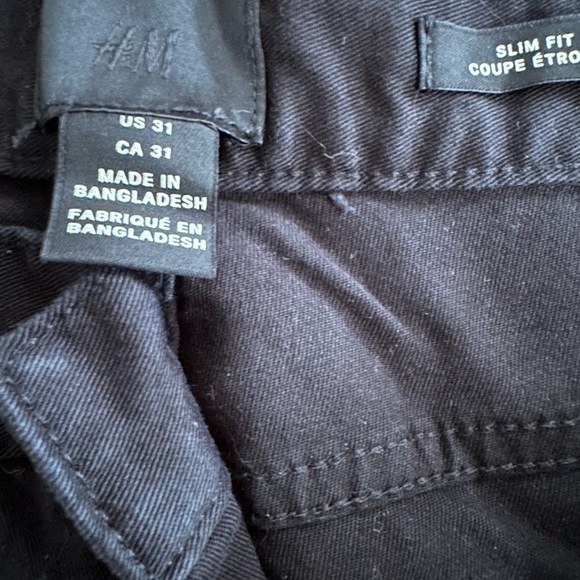 H&M
US 31
CA 31
MADE IN
BANGLADESH
FABRIQUÉ EN
BANGLADESH
SLIM FIT
COUPE ÉTRO